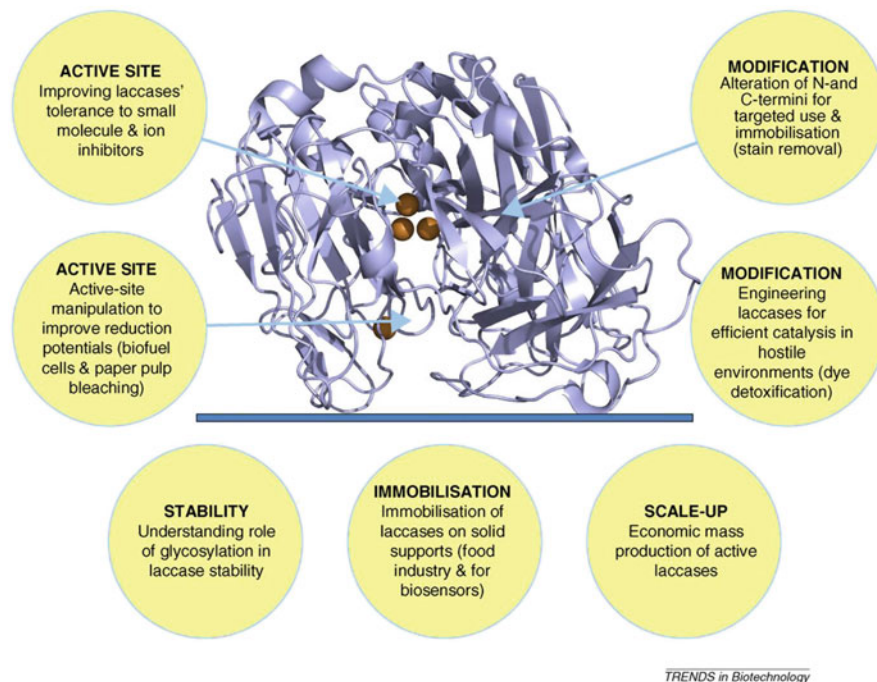 ACTIVE SITE
Improving laccases'
tolerance to small
molecule & ion
inhibitors
MODIFICATION
Alteration of N-and
C-termini for
targeted use &
immobilisation
(stain removal)
ACTIVE SITE
Active-site
manipulation to
improve reduction
potentials (biofuel
cells & paper pulp
bleaching)
MODIFICATION
Engineering
laccases for
efficient catalysis in
hostile
environments (dye
detoxification)
STABILITY
Understanding role
of glycosylation in
laccase stability
IMMOBILISATION
Immobilisation of
laccases on solid
supports (food
industry & for
biosensors)
SCALE-UP
Economic mass
production of active
laccases
TRENDS in Biotechnology